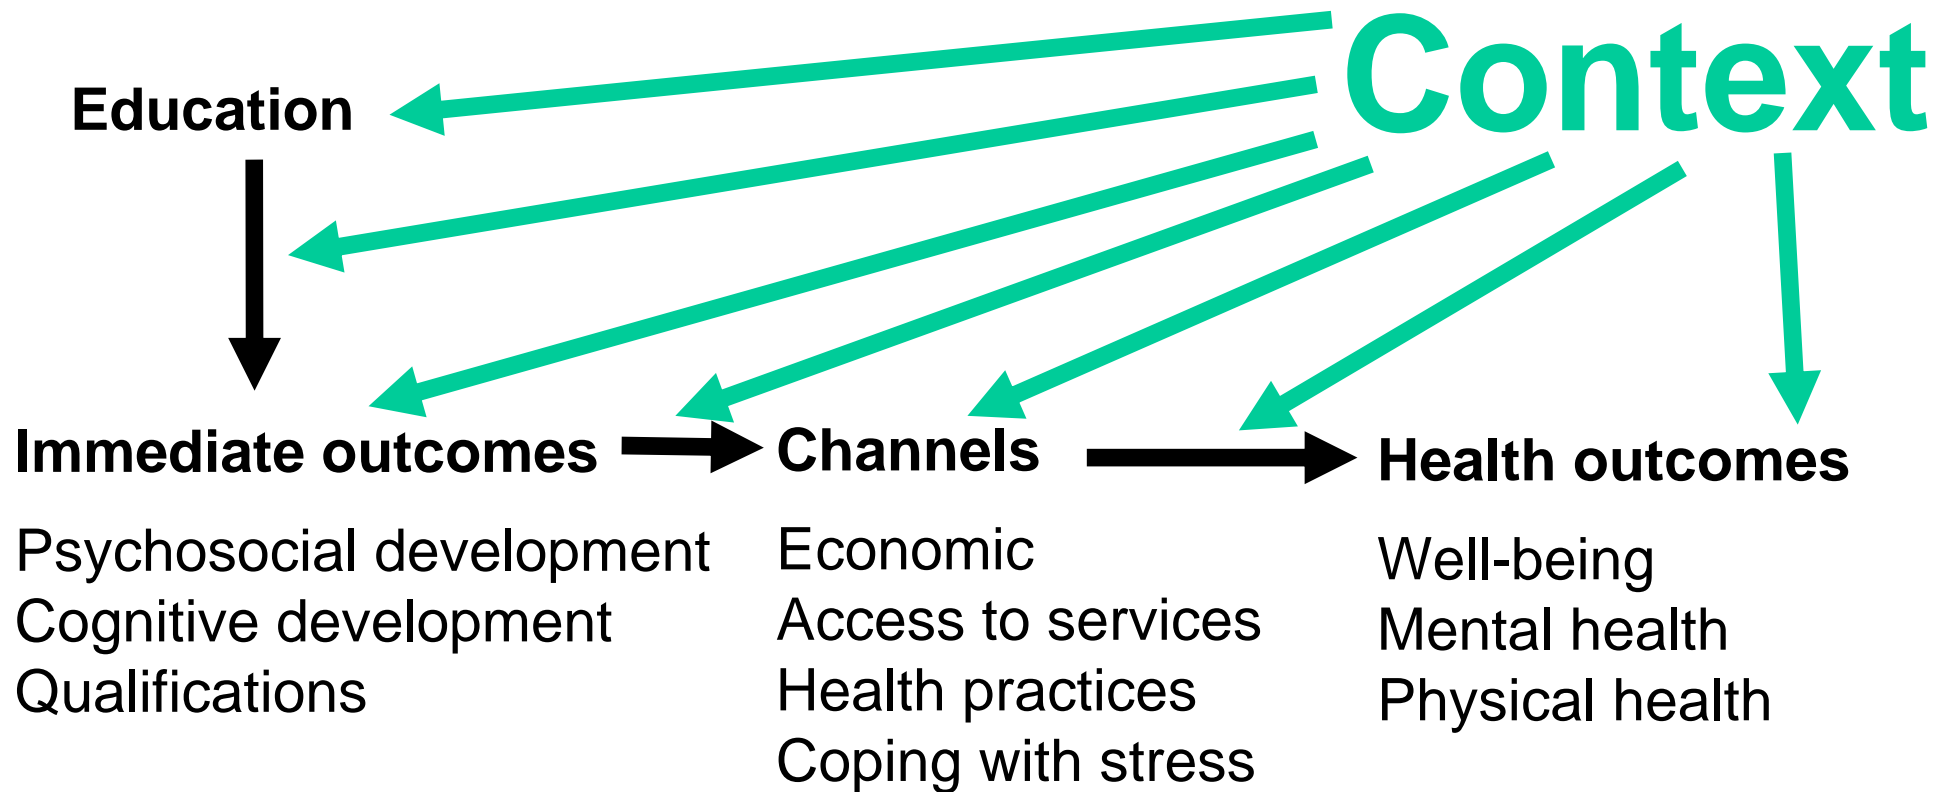 Context
Education
Immediate outcomes
Psychosocial development
Cognitive development
Qualifications
Channels
Economic
Access to services
Health practices
Coping with stress
Health outcomes
Well-being
Mental health
Physical health